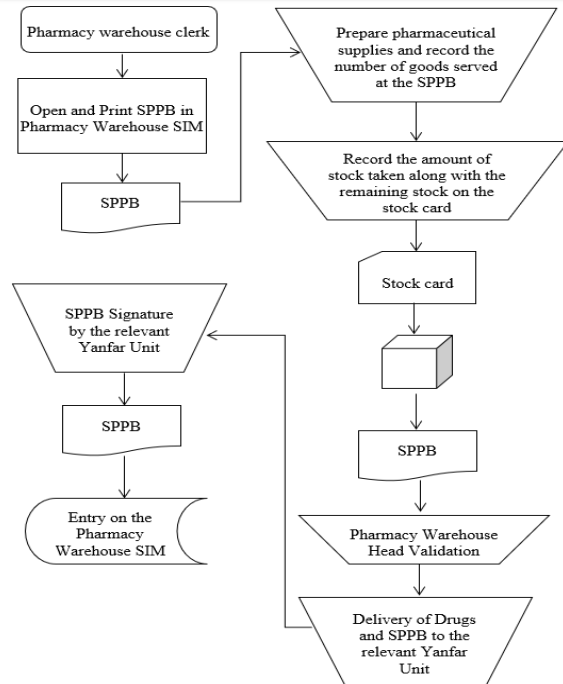 Pharmacy warehouse clerk
Open and Print SPPB in
Pharmacy Warehouse SIM
SPPB
Prepare pharmaceutical
supplies and record the
number of goods served
at the SPPB
Record the amount of
stock taken along with the
remaining stock on the
stock card
Stock card
SPPB
Pharmacy Warehouse
Head Validation
Delivery of Drugs
and SPPB to the
relevant Yanfar
Unit
SPPB Signature
by the relevant
Yanfar Unit
SPPB
Entry on the
Pharmacy
Warehouse SIM